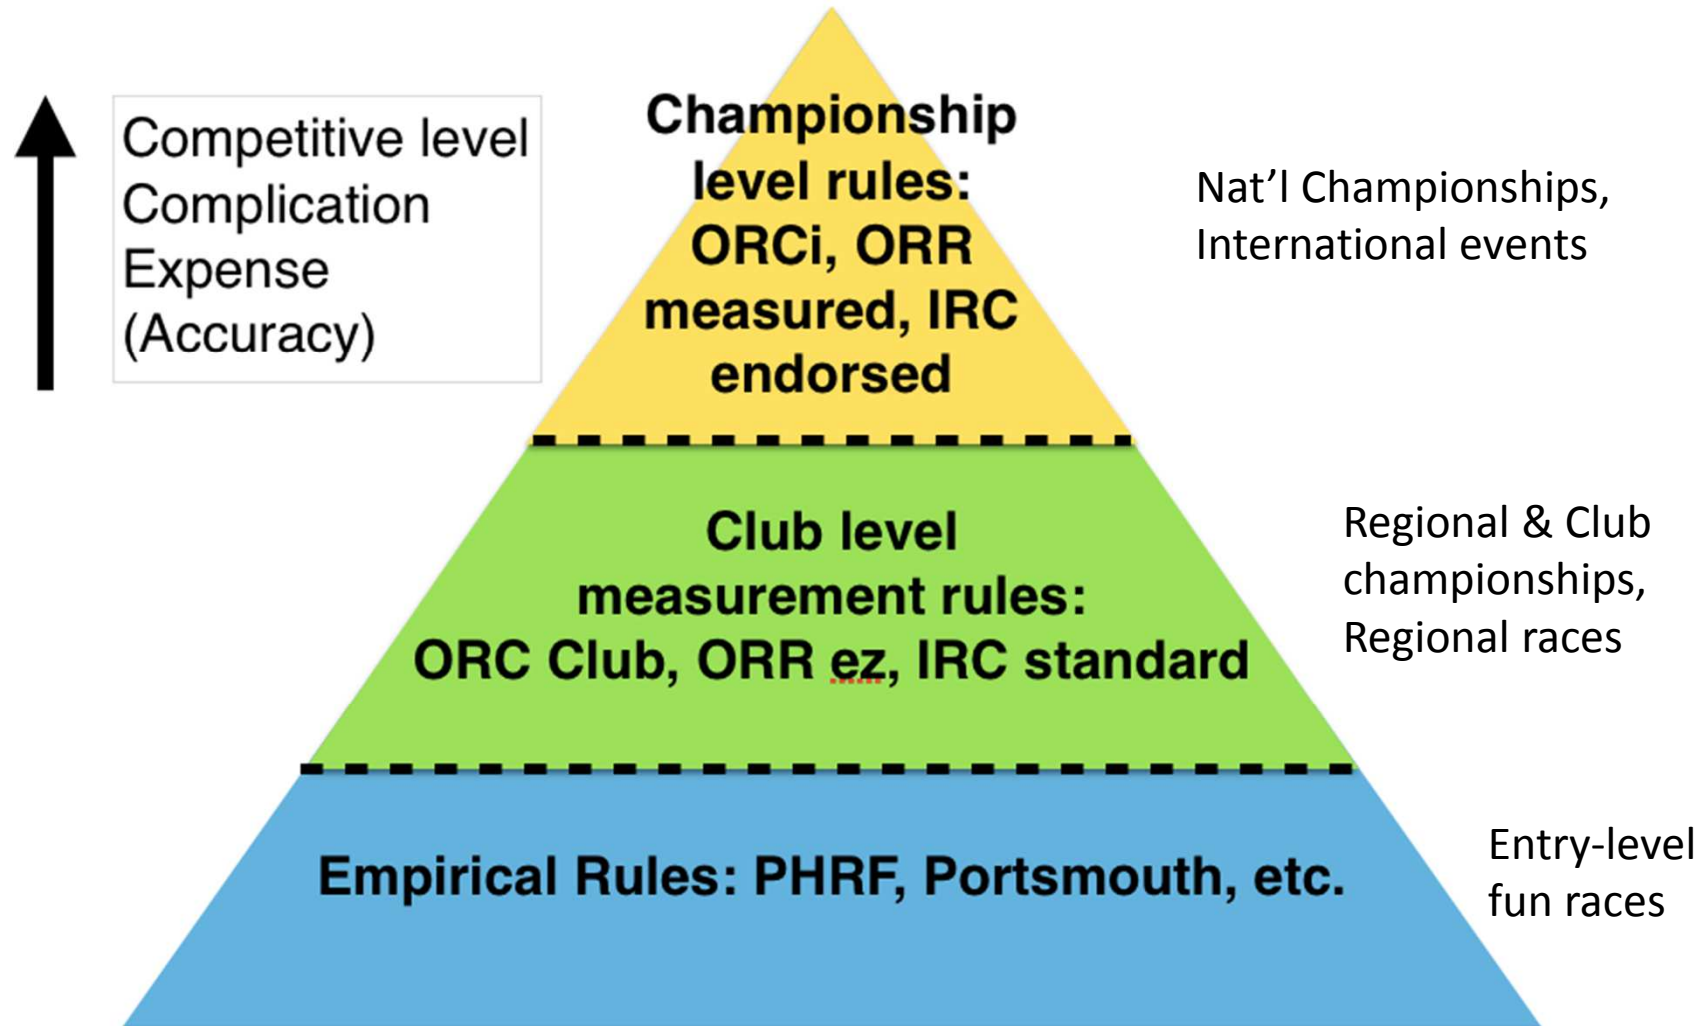 Competitive level
Complication
Expense
(Accuracy)
Championship
level rules:
ORCi, ORR
measured, IRC
endorsed
Nat’l Championships,
International events
Club level
measurement rules:
ORC Club, ORR ez, IRC standard
Regional & Club
championships,
Regional races
Empirical Rules: PHRF, Portsmouth, etc.
Entry-level
fun races